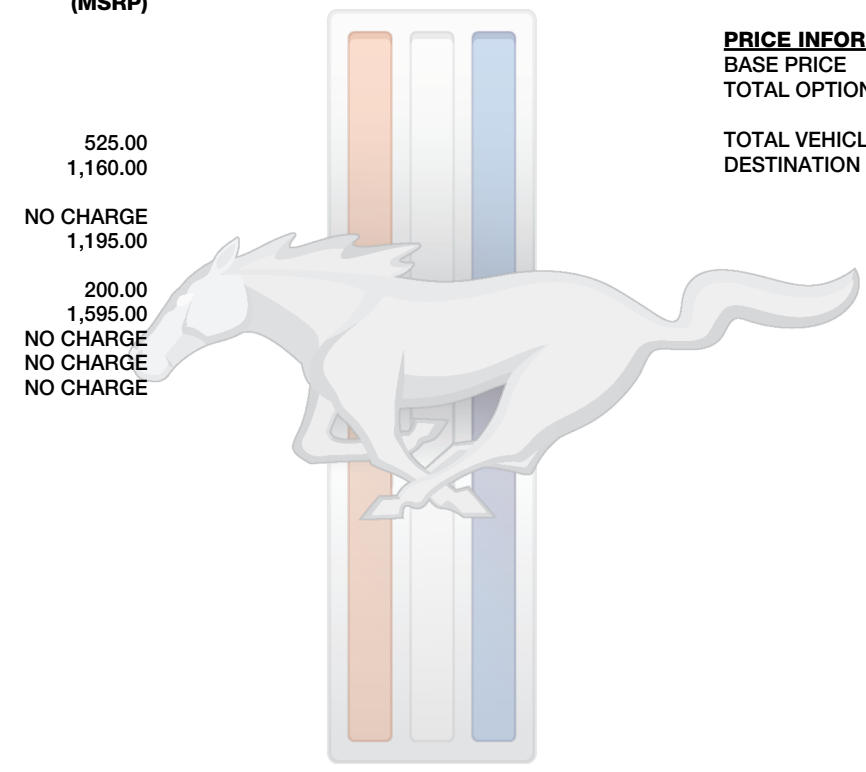 (MSRP)
525.00
1,160.00
NO CHARGE
1,195.00
200.00
1,595.00
NO CHARGE
NO CHARGE
NO CHARGE
PRICE INFOR
BASE PRICE
TOTAL OPTION
TOTAL VEHICL
DESTINATION